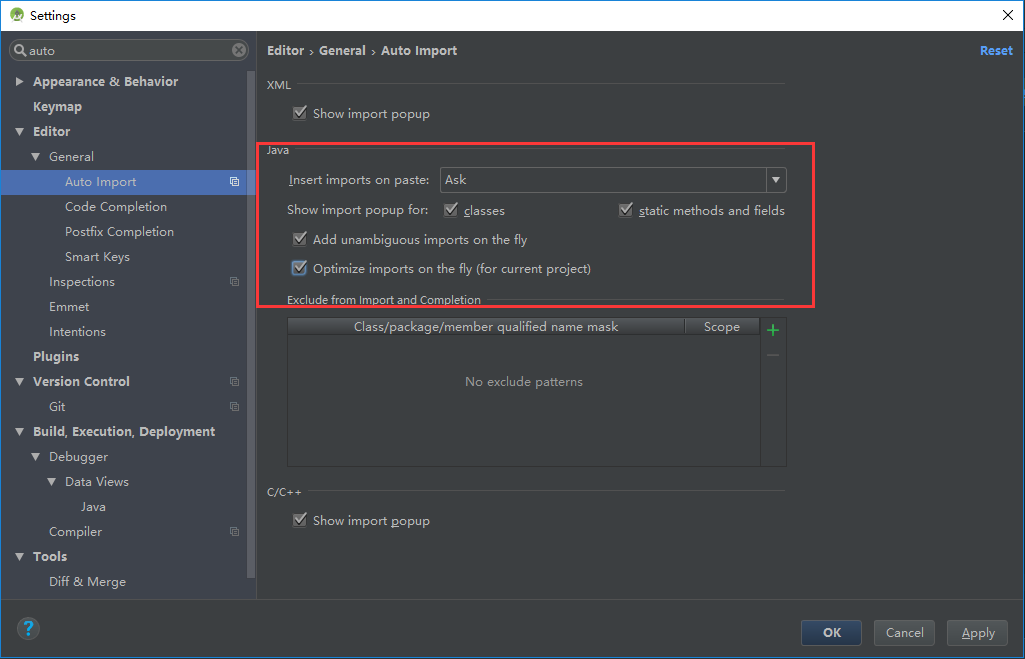 Settings
auto
Editor › General › Auto Import
Reset
Appearance & Behavior
Keymap
Editor
General
Auto Import
Code Completion
Postfix Completion
Smart Keys
Inspections
Emmet
Intentions
Plugins
Version Control
Git
Build, Execution, Deployment
Debugger
Data Views
Java
Compiler
Tools
Diff & Merge
XML
Show import popup
Java
Insert imports on paste: Ask
Show import popup for: classes static methods and fields
Add unambiguous imports on the fly
Optimize imports on the fly (for current project)
Exclude from Import and Completion
Class/package/member qualified name mask Scope
No exclude patterns
C/C++
Show import popup
?
OK Cancel Apply